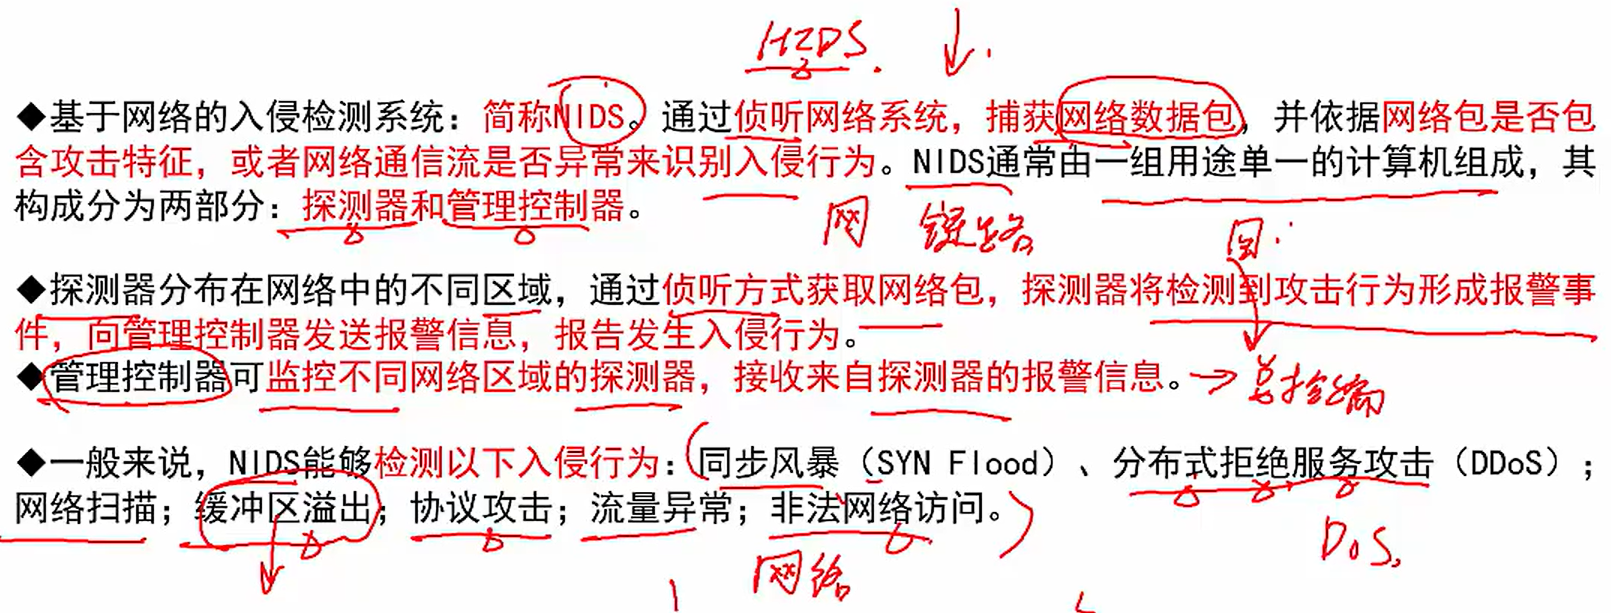 HIDS.
◆基于网络的入侵检测系统：简称NIDS。通过侦听网络系统，捕获网络数据包，并依据网络包是否包
含攻击特征，或者网络通信流是否异常来识别入侵行为。NIDS通常由一组用途单一的计算机组成，其
构成分为两部分：探测器和管理控制器。
网 链路
◆探测器分布在网络中的不同区域，通过侦听方式获取网络包，探测器将检测到攻击行为形成报警事
件，向管理控制器发送报警信息，报告发生入侵行为。
◆管理控制器可监控不同网络区域的探测器，接收来自探测器的报警信息。→总控端
◆一般来说，NIDS能够检测以下入侵行为：同步风暴（SYN Flood）、分布式拒绝服务攻击（DDoS）；
网络扫描；缓冲区溢出；协议攻击；流量异常；非法网络访问。
DoS,
网络